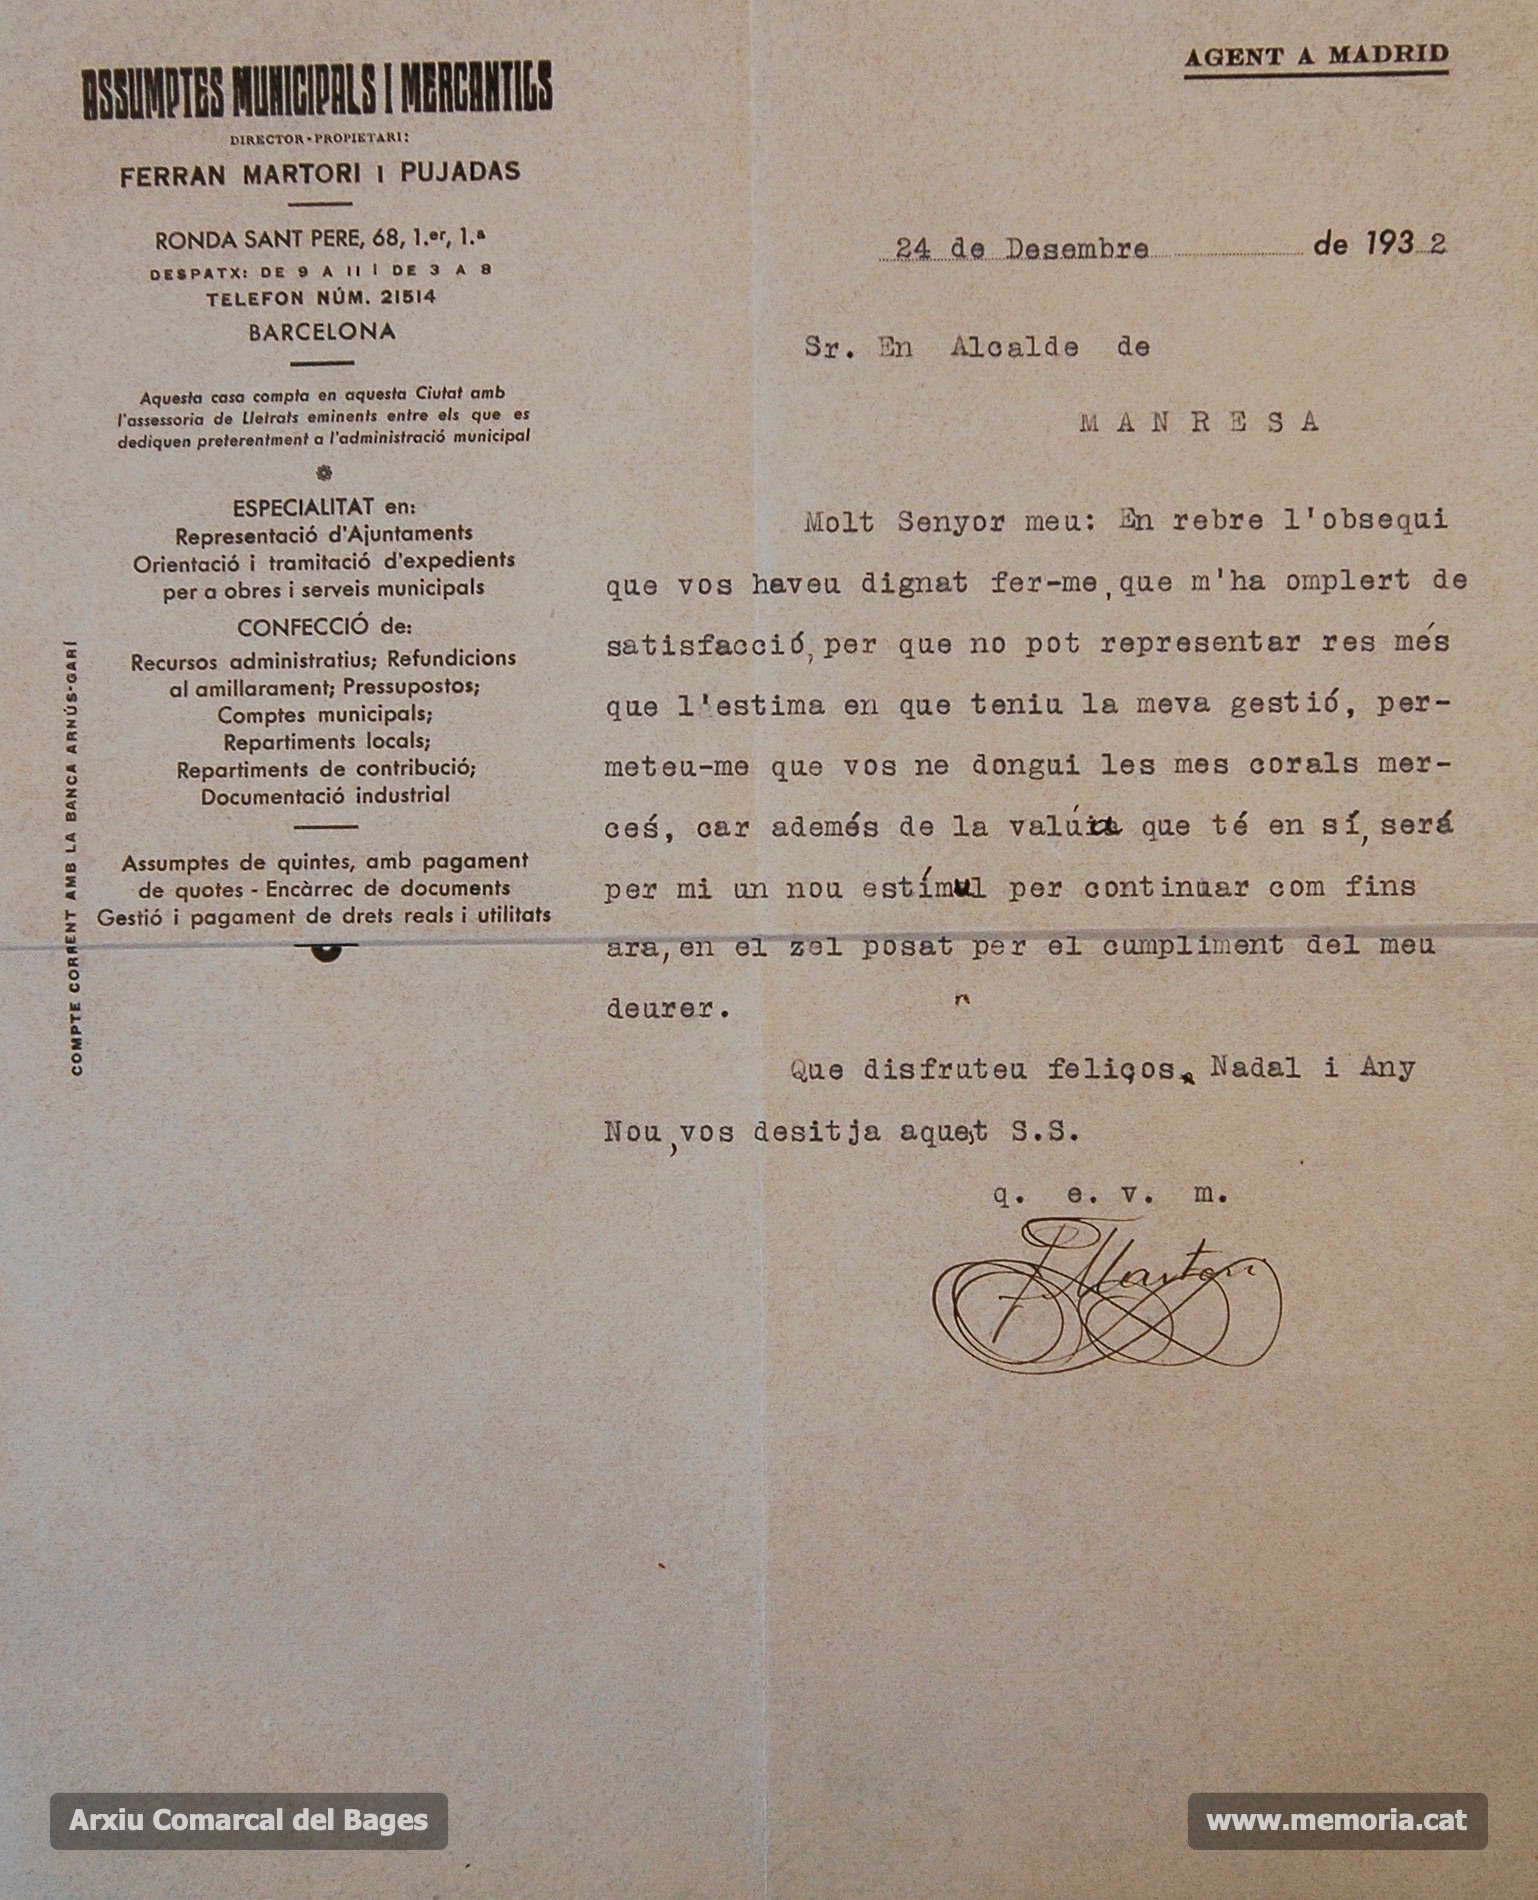 ASSUMPTES MUNICIPALS I MERCANTILS
DIRECTOR-PROPIETARI:
FERRAN MARTORI I PUJADAS
RONDA SANT PERE, 68, 1.er, 1.ª
DESPATX: DE 9 A 11 I DE 3 A 8
TELEFON NÚM. 21514
BARCELONA
Aquesta casa compta en aquesta Ciutat amb
l'assessoria de Lletrats eminents entre els que es
dediquen preterentment a l'administració municipal
ESPECIALITAT en:
Representació d'Ajuntaments
Orientació i tramitació d'expedients
per a obres i serveis municipals
CONFECCIÓ de:
Recursos administratius; Refundicions
al amillarament; Pressupostos;
Comptes municipals;
Repartiments locals;
Repartiments de contribució;
Documentació industrial
Assumptes de quintes, amb pagament
de quotes - Encàrrec de documents
Gestió i pagament de drets reals i utilitats
COMPTE CORRENT AMB LA BANCA ARNÚS-GARÍ
AGENT A MADRID
24 de Desembre de 1932
Sr. En Alcalde de
MANRESA
Molt Senyor meu: En rebre l'obsequi
que vos haveu dignat fer-me, que m'ha omplert de
satisfacció, per que no pot representar res més
que l'estima en que teniu la meva gestió, per-
meteu-me que vos ne dongui les mes corals mer-
ceś, car además de la valúa que té en sí, será
per mi un nou estímul per continuar com fins
ara, en el zel posat per el cumpliment del meu
deurer.
Que disfruteu feliços Nadal i Any
Nou, vos desitja aquest S.S.
q. e. v. m.
F. Martori
Arxiu Comarcal del Bages
www.memoria.cat